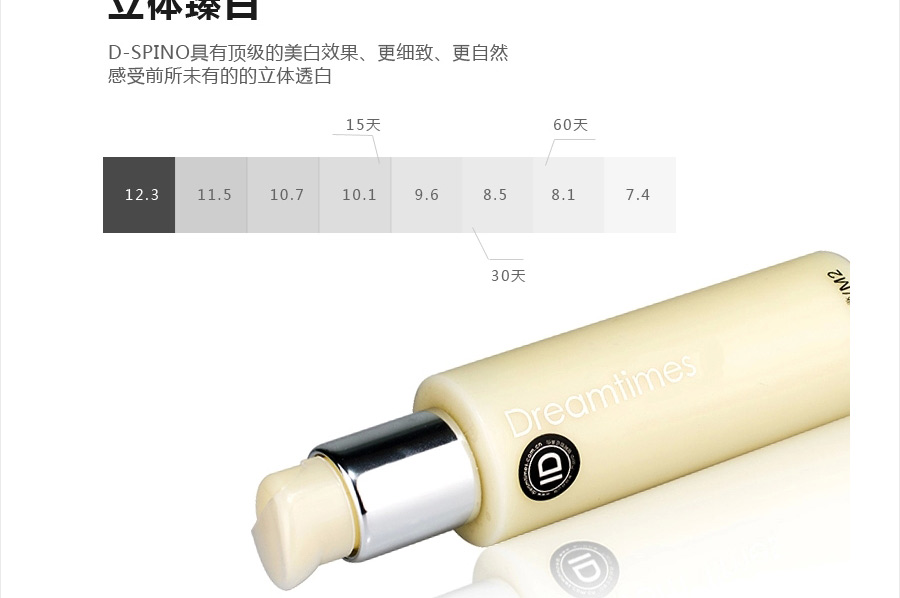 立体臻白
D-SPINO具有顶级的美白效果、更细致、更自然
感受前所未有的的立体透白
15天
60天
12.3 11.5 10.7 10.1 9.6 8.5 8.1 7.4
30天
Dreamtimes
ID